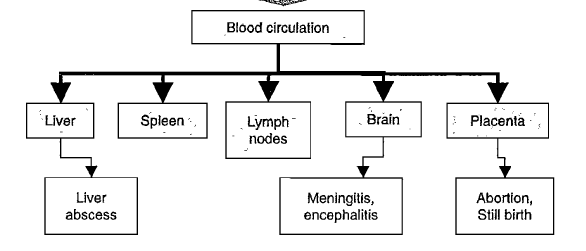 Blood circulation
Liver
Spleen
Lymph
nodes
Brain
Placenta
Liver
abscess
Meningitis,
encephalitis
Abortion,
Still birth